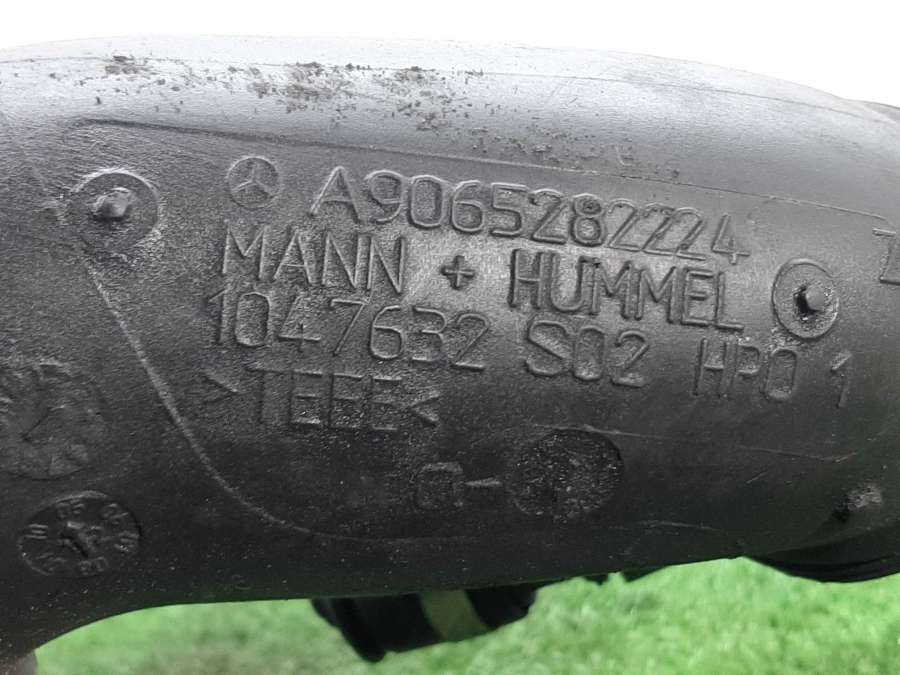 A9065282224
MANN + HUMMEL
1047632 S02 HPO 1
>TEEE<